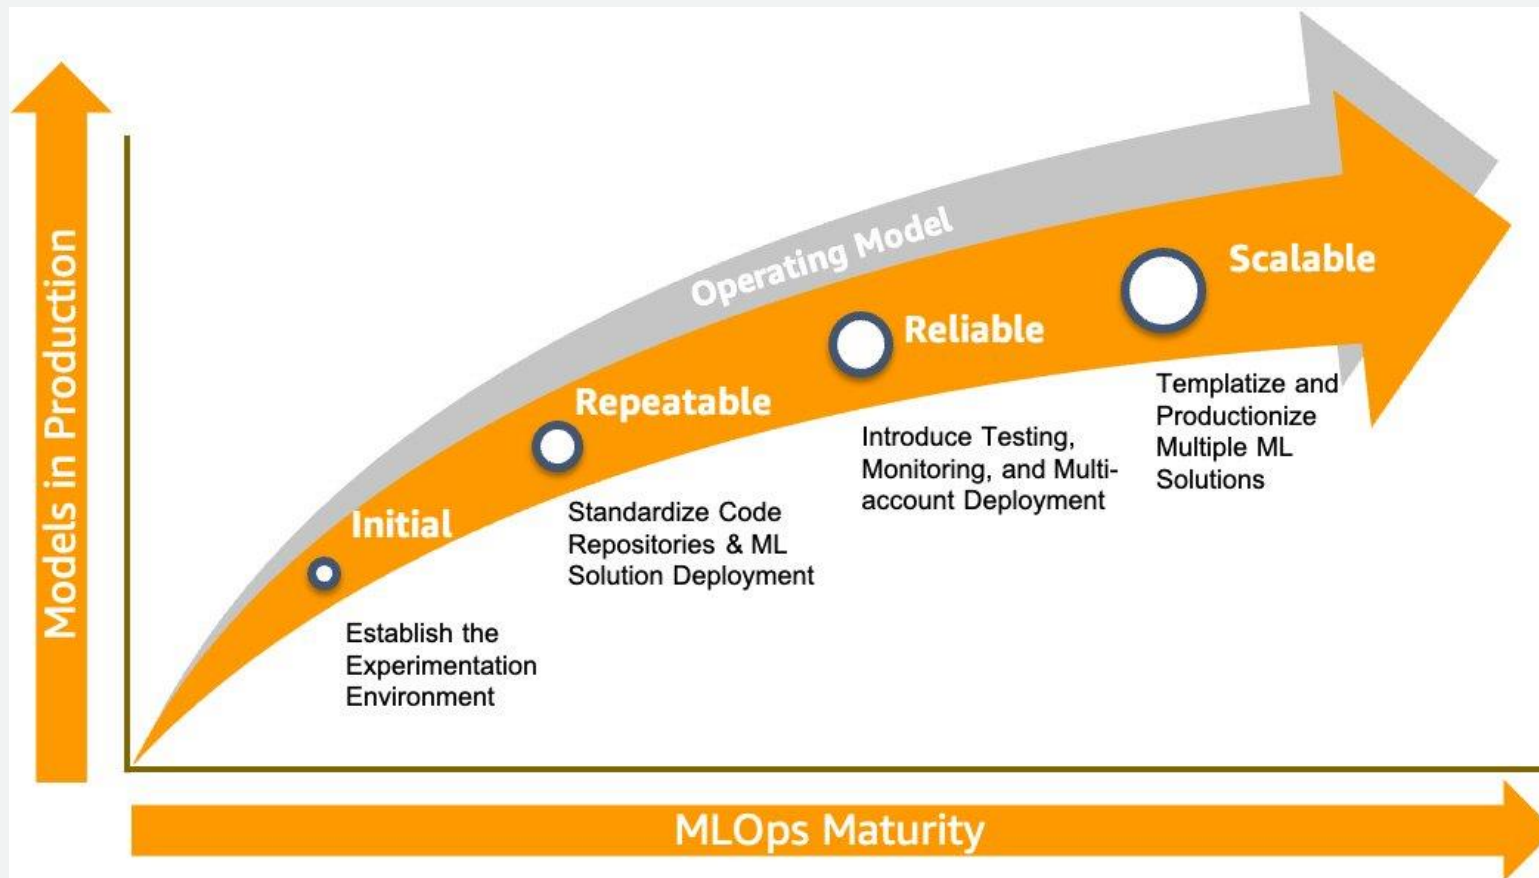 Models in Production
Operating Model
Scalable
Reliable
Templatize and
Productionize
Multiple ML
Solutions
Repeatable
Introduce Testing,
Monitoring, and Multi-
account Deployment
Initial
Standardize Code
Repositories & ML
Solution Deployment
Establish the
Experimentation
Environment
MLOps Maturity